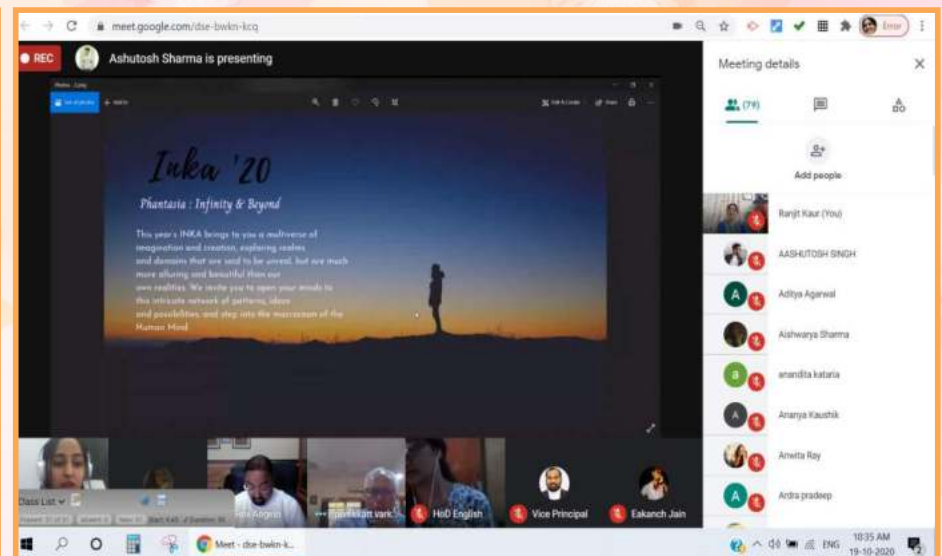 meet.google.com/dse-bwkn-kcq
Error
REC
Ashutosh Sharma is presenting
Meeting details
(79)
Add people
Inka '20
Phantasia : Infinity & Beyond
This year's INKA brings to you a multiverse of
imagination and creation, exploring realms
and domains that are said to be unreal, but are much
more alluring and beautiful than our
own realities. We invite you to open your minds to
this intricate network of patterns, ideas
and possibilities, and step into the macrocosm of the
Human Mind.
Ranjit Kaur (You)
AASHUTOSH SINGH
A
Aditya Agarwal
Aishwarya Sharma
a
anandita kataria
A
Ananya Kaushik
Anwita Ray
A
Ardra pradeep
Class List
HoD English
Vice Principal
Eakanch Jain
Meet - dse-bwkn-k...
ENG
10:35 AM
19-10-2020